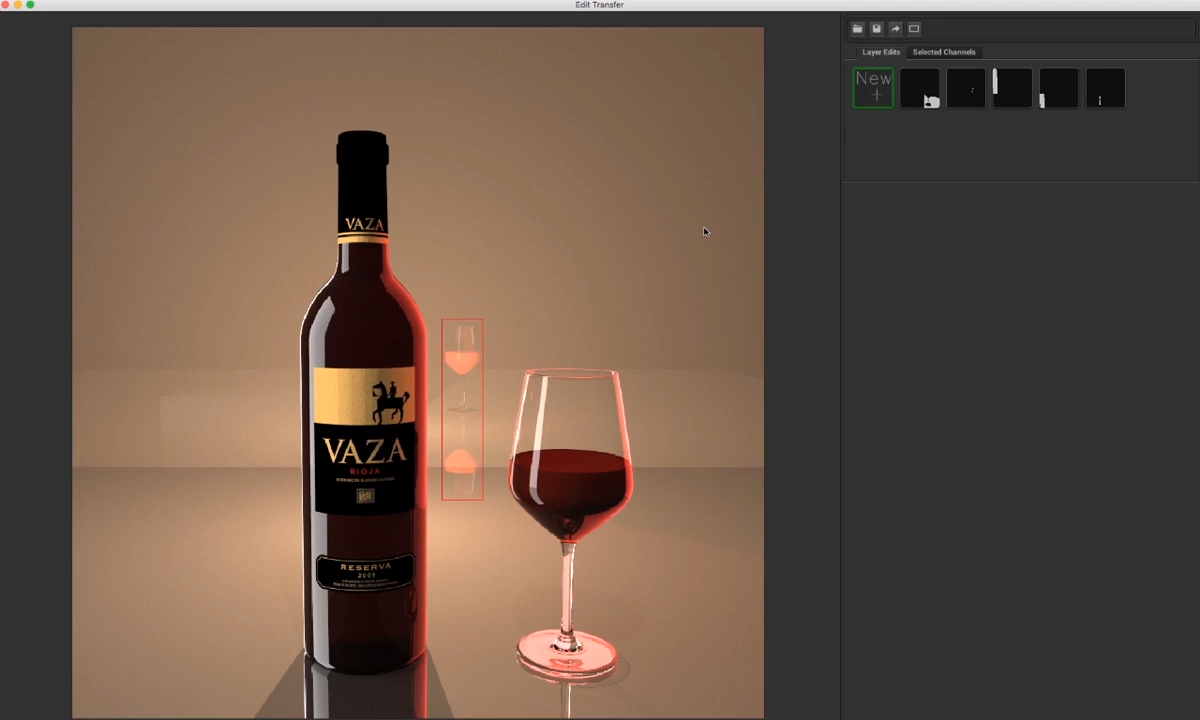 Edit Transfer
Layer Edits
Selected Channels
New
+
VAZA
VAZA
RIOJA
RESERVA
2001